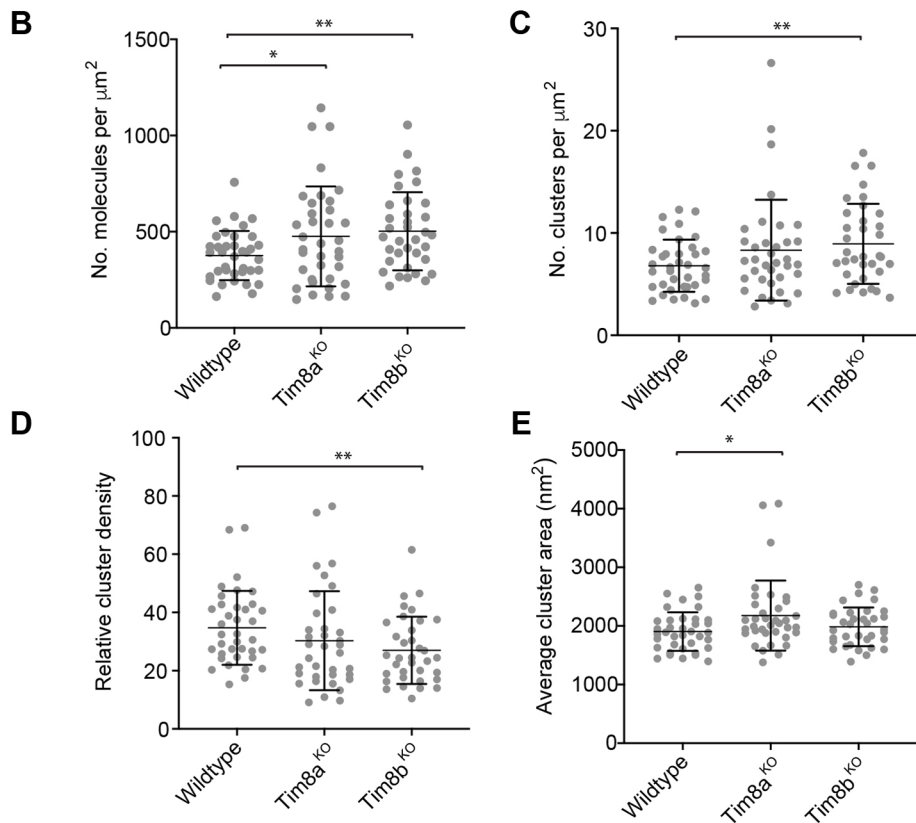 B
No. molecules per μm²
1500
1000
500
0
*
**
Wildtype
Tim8aᴷᴼ
Tim8bᴷᴼ
C
No. clusters per μm²
30
20
10
0
**
Wildtype
Tim8aᴷᴼ
Tim8bᴷᴼ
D
Relative cluster density
100
80
60
40
20
0
**
Wildtype
Tim8aᴷᴼ
Tim8bᴷᴼ
E
Average cluster area (nm²)
5000
4000
3000
2000
1000
0
*
Wildtype
Tim8aᴷᴼ
Tim8bᴷᴼ